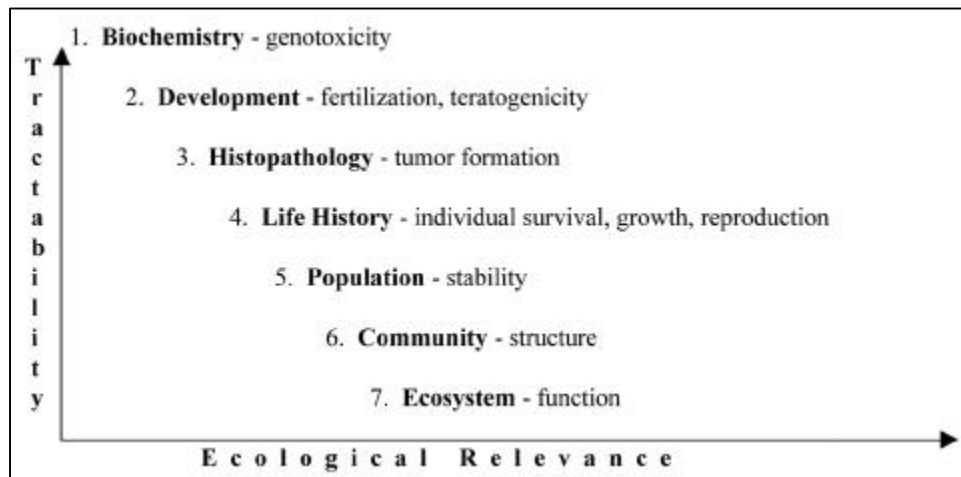 1. Biochemistry - genotoxicity
Tractability
2. Development - fertilization, teratogenicity
3. Histopathology - tumor formation
4. Life History - individual survival, growth, reproduction
5. Population - stability
6. Community - structure
7. Ecosystem - function
Ecological Relevance